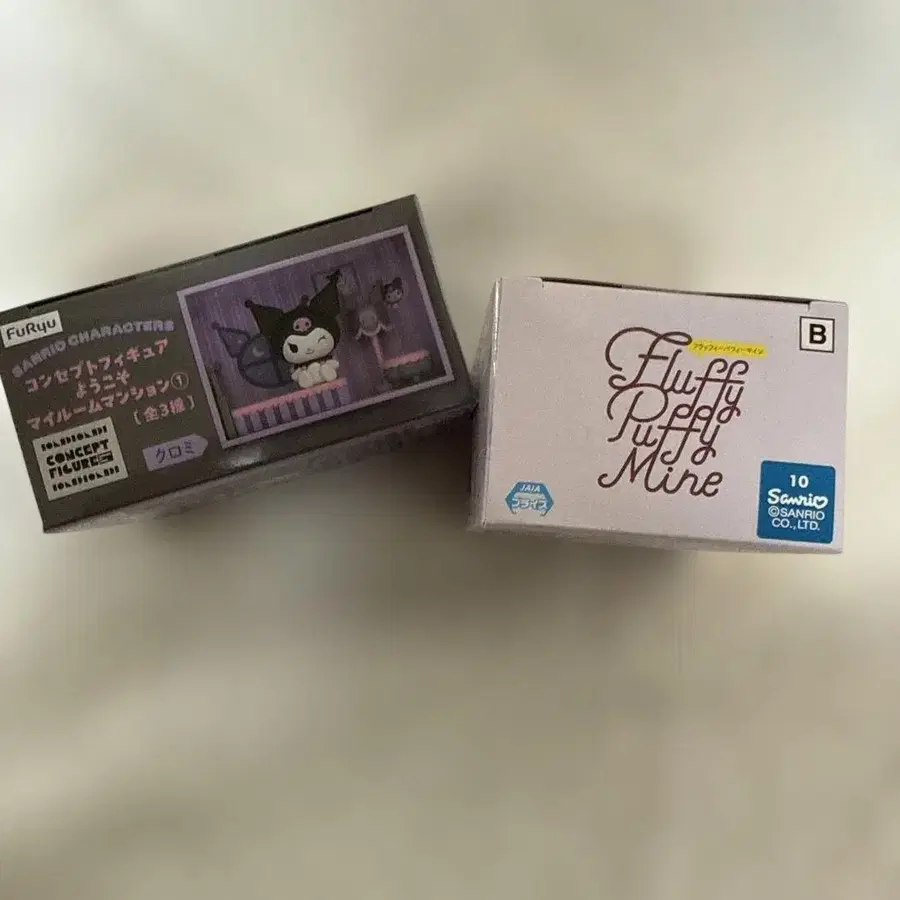 FuRyu
SANRIO CHARACTERS
コンセプトフィギュア
ようこそ
マイルームマンション①
[全3種]
CONCEPT
FIGURE
クロミ
フラッフィーパフィーマイン
Fluffy
Puffy
Mine
B
JAIA
プライズ
10
Sanrio
©SANRIO
CO.,LTD.